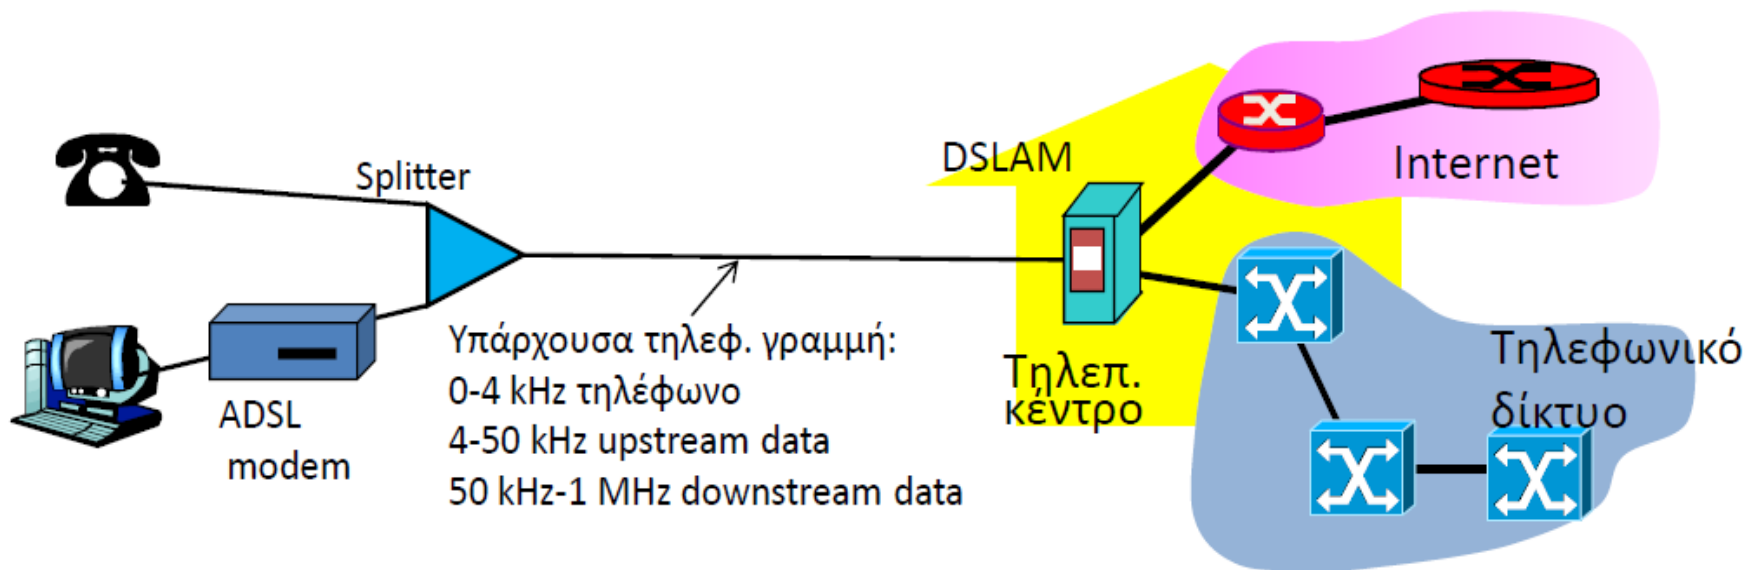 Splitter
ADSL
modem
Υπάρχουσα τηλεφ. γραμμή:
0-4 kHz τηλέφωνο
4-50 kHz upstream data
50 kHz-1 MHz downstream data
DSLAM
Τηλεπ.
κέντρο
Internet
Τηλεφωνικό
δίκτυο